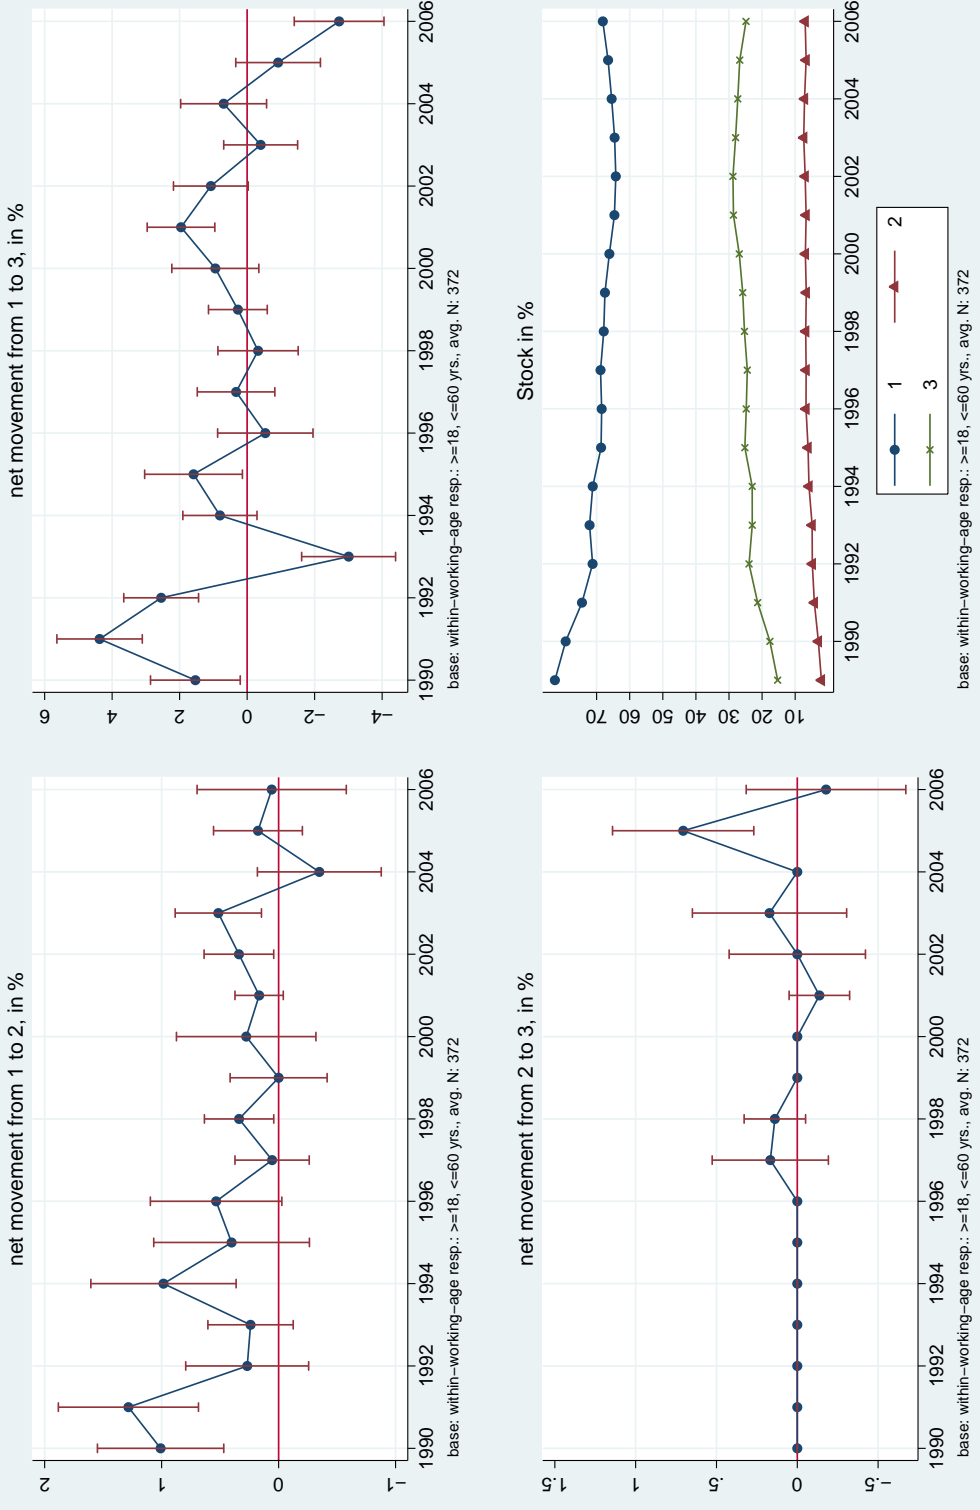 net movement from 1 to 2, in %
2
1
0
−1
1990 1992 1994 1996 1998 2000 2002 2004 2006
base: within−working−age resp.: >=18, <=60 yrs., avg. N: 372
net movement from 1 to 3, in %
6
4
2
0
−2
−4
1990 1992 1994 1996 1998 2000 2002 2004 2006
base: within−working−age resp.: >=18, <=60 yrs., avg. N: 372
net movement from 2 to 3, in %
1.5
1
.5
0
−.5
1990 1992 1994 1996 1998 2000 2002 2004 2006
base: within−working−age resp.: >=18, <=60 yrs., avg. N: 372
Stock in %
70
60
50
40
30
20
10
1990 1992 1994 1996 1998 2000 2002 2004 2006
1 2
3
base: within−working−age resp.: >=18, <=60 yrs., avg. N: 372